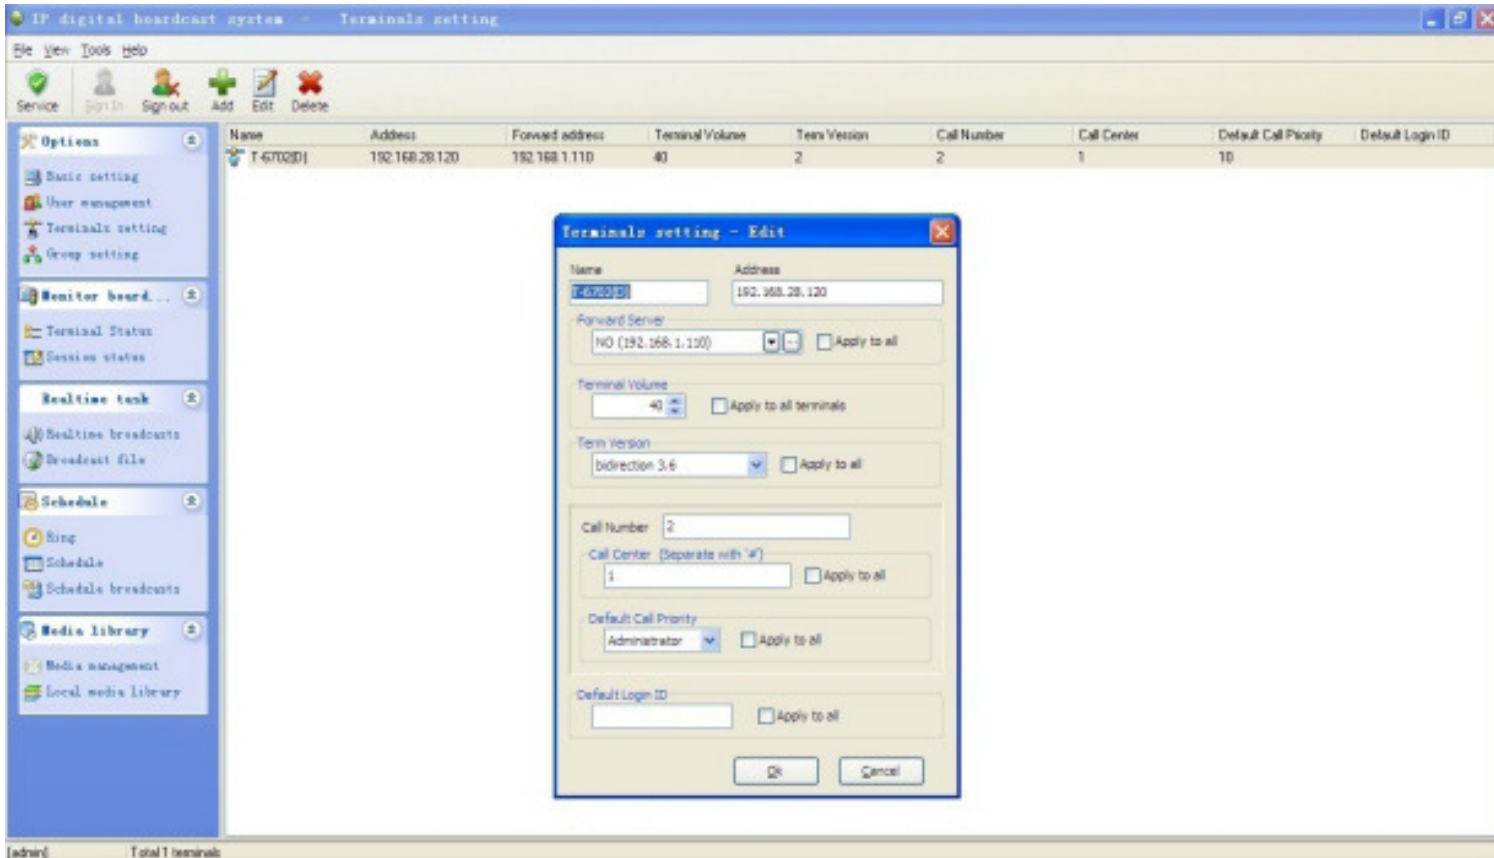 IP digital boardcast system - Terminals setting
File View Tools Help
Service Sign In Sign out Add Edit Delete
Options
Basic setting
User management
Terminals setting
Group setting
Monitor board...
Terminal Status
Session status
Realtime task
Realtime broadcasts
Broadcast file
Schedule
Ring
Schedule
Schedule broadcasts
Media library
Media management
Local media library
Name Address Forward address Terminal Volume Term Version Call Number Call Center Default Call Priority Default Login ID
T-6702(D) 192.168.28.120 192.168.1.110 40 2 2 1 10
Terminals setting - Edit
Name Address
T-6702(D) 192.168.28.120
Forward Server
NO (192.168.1.110) Apply to all
Terminal Volume
40 Apply to all terminals
Term Version
bidirection 3.6 Apply to all
Call Number 2
Call Center (Separate with '#')
1 Apply to all
Default Call Priority
Administrator Apply to all
Default Login ID
Apply to all
Ok Cancel
[admin] Total 1 terminals